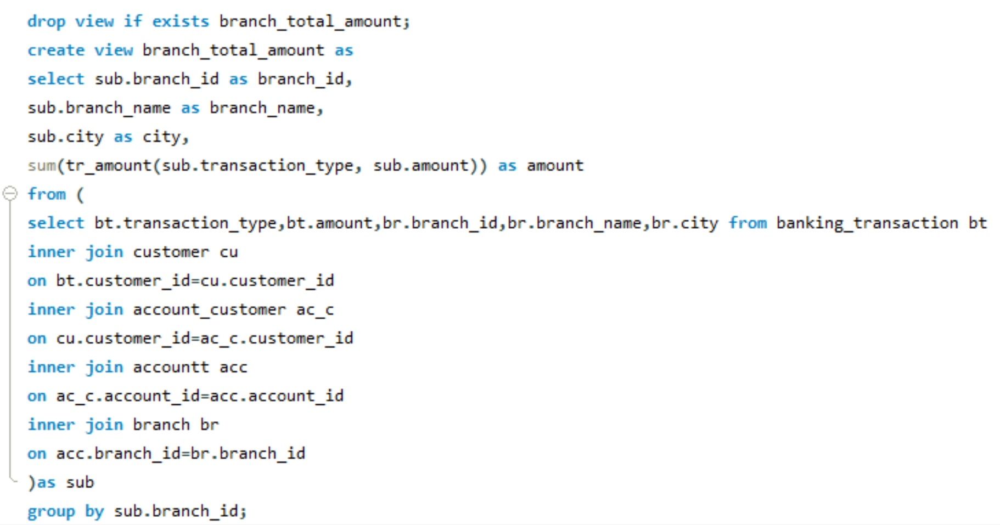 drop view if exists branch_total_amount;
create view branch_total_amount as
select sub.branch_id as branch_id,
sub.branch_name as branch_name,
sub.city as city,
sum(tr_amount(sub.transaction_type, sub.amount)) as amount
from (
select bt.transaction_type,bt.amount,br.branch_id,br.branch_name,br.city from banking_transaction bt
inner join customer cu
on bt.customer_id=cu.customer_id
inner join account_customer ac_c
on cu.customer_id=ac_c.customer_id
inner join accountt acc
on ac_c.account_id=acc.account_id
inner join branch br
on acc.branch_id=br.branch_id
)as sub
group by sub.branch_id;